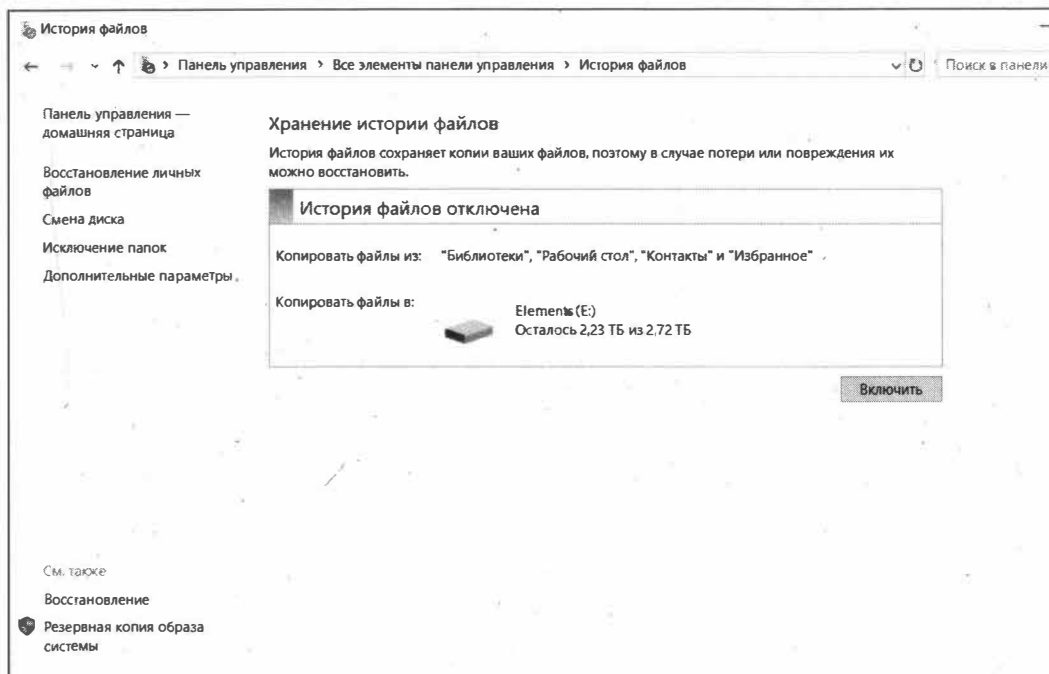 История файлов
Панель управления > Все элементы панели управления > История файлов
Поиск в панели
Панель управления —
домашняя страница
Восстановление личных
файлов
Смена диска
Исключение папок
Дополнительные параметры
Хранение истории файлов
История файлов сохраняет копии ваших файлов, поэтому в случае потери или повреждения их
можно восстановить.
История файлов отключена
Копировать файлы из: "Библиотеки", "Рабочий стол", "Контакты" и "Избранное"
Копировать файлы в:
Elements (E:)
Осталось 2,23 ТБ из 2,72 ТБ
Включить
См. также
Восстановление
Резервная копия образа
системы